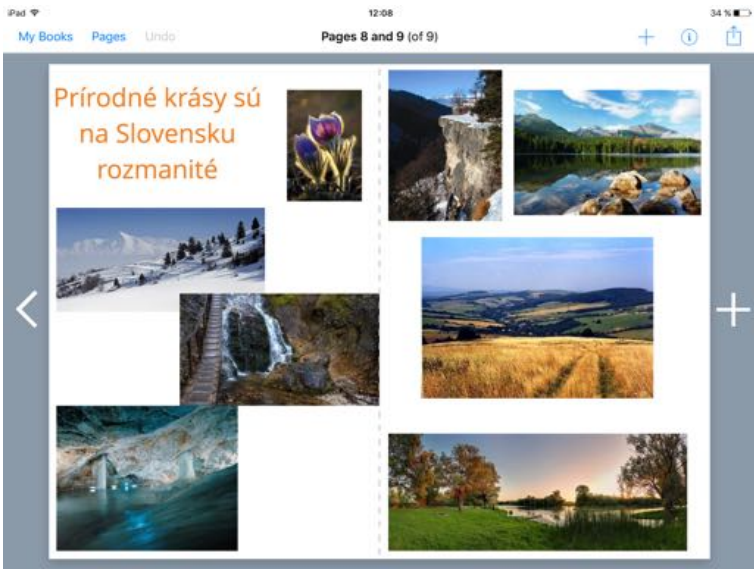 iPad 12:08 34 %
My Books Pages Undo Pages 8 and 9 (of 9)
Prírodné krásy sú
na Slovensku
rozmanité